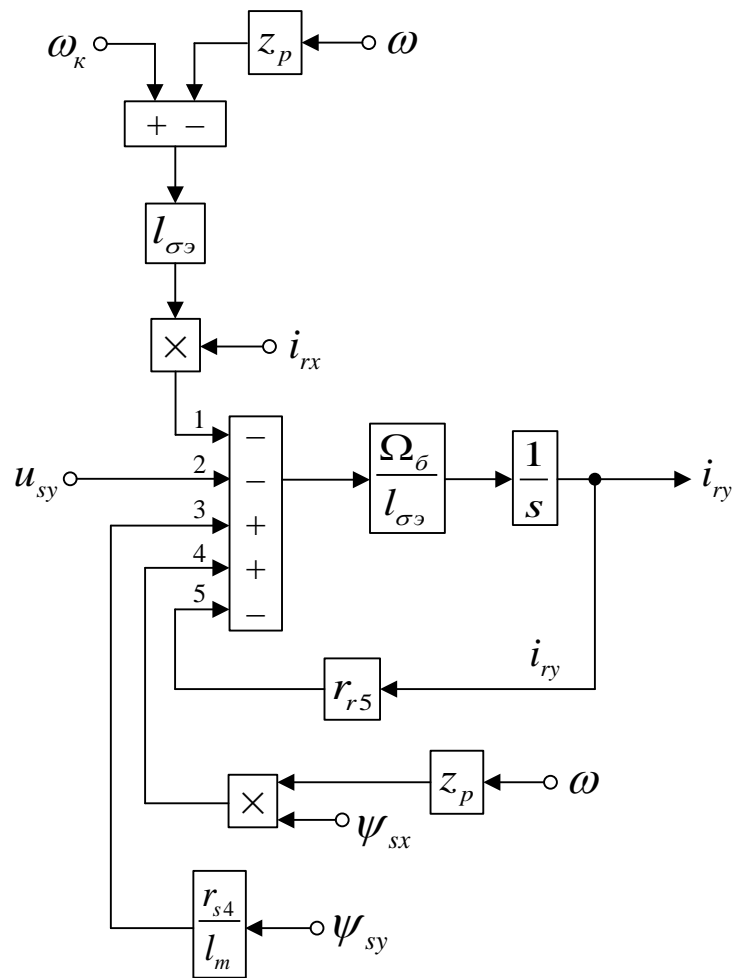 ω_к z_p ω
+ −
l_σэ
× i_rx
1 −
u_sy 2 −
3 +
4 +
5 −
Ω_б / l_σэ
1 / s
i_ry
i_ry
r_r5
z_p ω
× ψ_sx
r_s4 / l_m ψ_sy